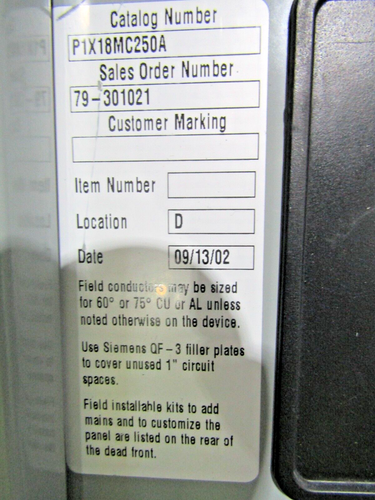 Catalog Number
P1X18MC250A
Sales Order Number
79-301021
Customer Marking
Item Number
Location D
Date 09/13/02
Field conductors may be sized
for 60° or 75° CU or AL unless
noted otherwise on the device.
Use Siemens QF-3 filler plates
to cover unused 1" circuit
spaces.
Field installable kits to add
mains and to customize the
panel are listed on the rear of
the dead front.